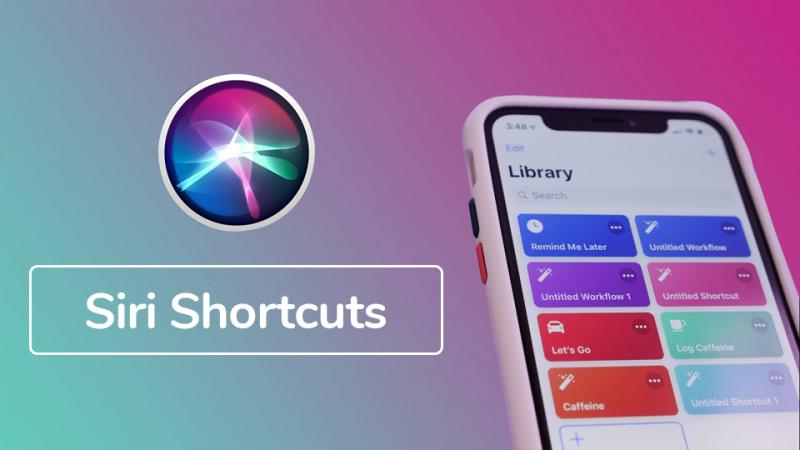 Siri Shortcuts
3:48
Edit
Library
Search
Remind Me Later
Untitled Workflow
Untitled Workflow 1
Untitled Shortcut
Let's Go
Log Caffeine
Caffeine
Untitled Shortcut 1